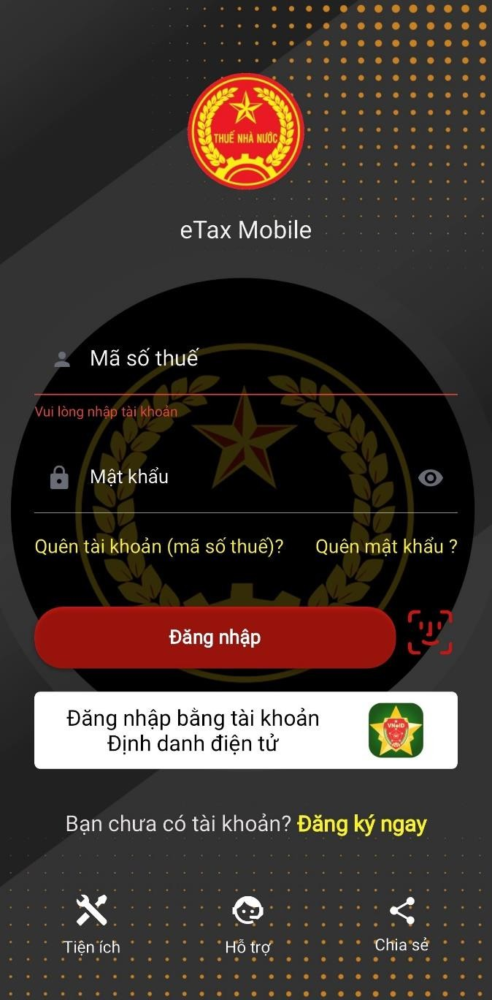 THUẾ NHÀ NƯỚC
eTax Mobile
Mã số thuế
Vui lòng nhập tài khoản
Mật khẩu
Quên tài khoản (mã số thuế)? Quên mật khẩu ?
Đăng nhập
Đăng nhập bằng tài khoản
Định danh điện tử
VNeID
Bạn chưa có tài khoản? Đăng ký ngay
Tiện ích Hỗ trợ Chia sẻ